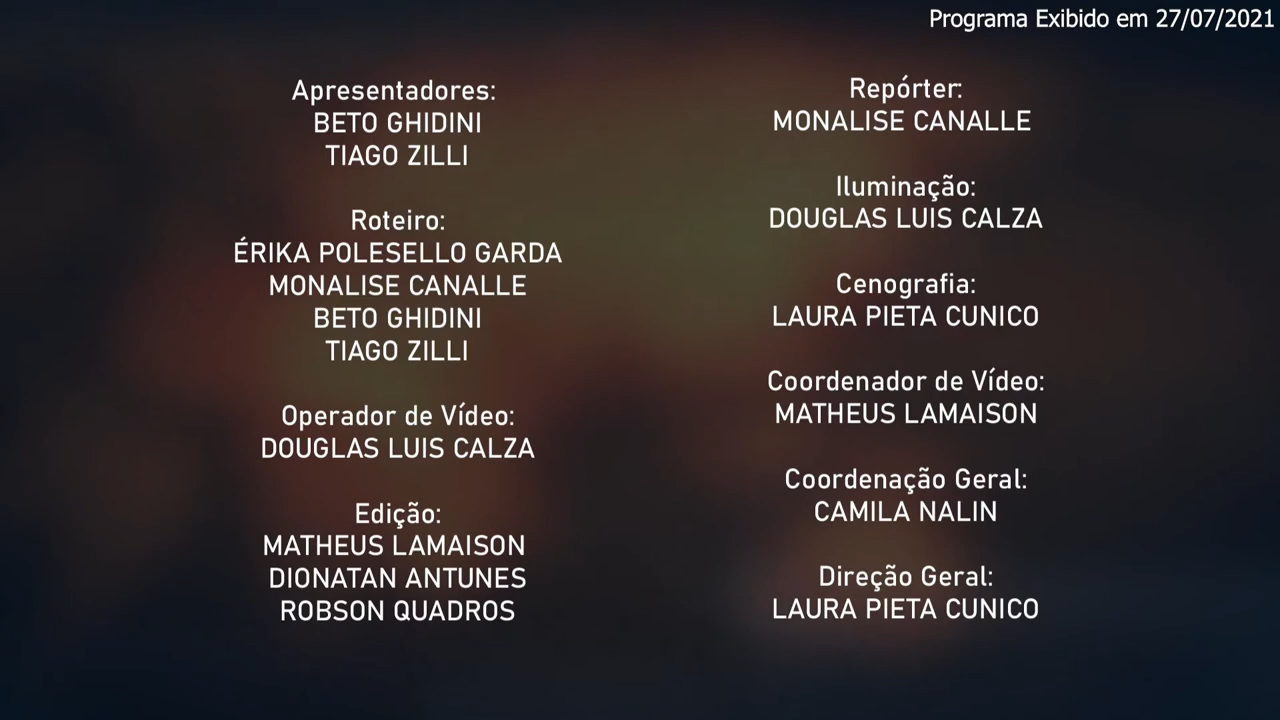 Programa Exibido em 27/07/2021
Apresentadores:
BETO GHIDINI
TIAGO ZILLI
Roteiro:
ÉRIKA POLESELLO GARDA
MONALISE CANALLE
BETO GHIDINI
TIAGO ZILLI
Operador de Vídeo:
DOUGLAS LUIS CALZA
Edição:
MATHEUS LAMAISON
DIONATAN ANTUNES
ROBSON QUADROS
Repórter:
MONALISE CANALLE
Iluminação:
DOUGLAS LUIS CALZA
Cenografia:
LAURA PIETA CUNICO
Coordenador de Vídeo:
MATHEUS LAMAISON
Coordenação Geral:
CAMILA NALIN
Direção Geral:
LAURA PIETA CUNICO